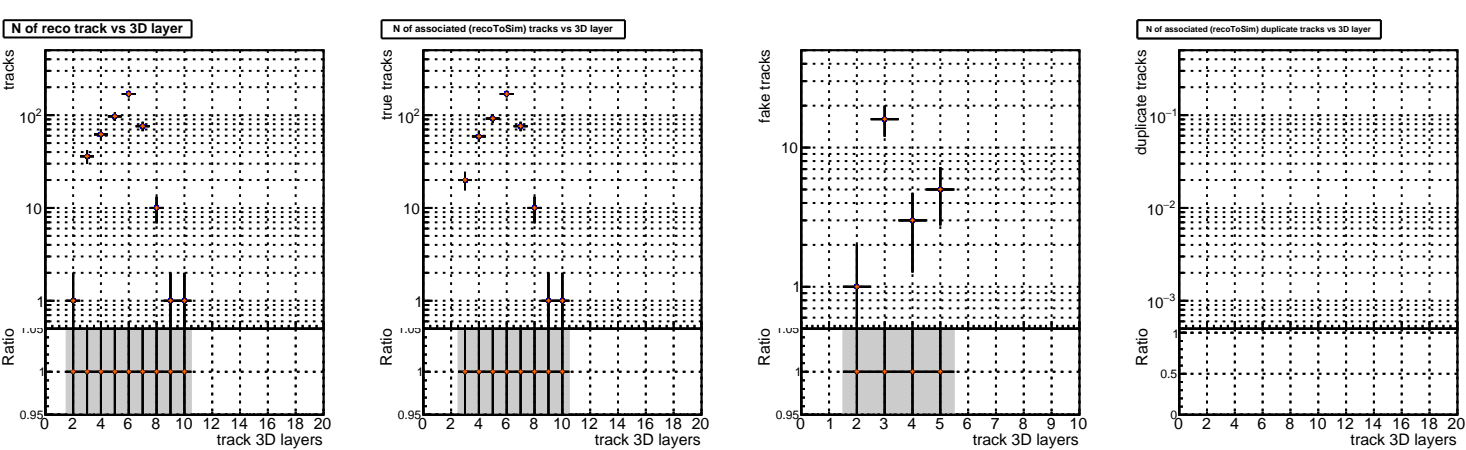 N of reco track vs 3D layer
tracks
10²
10
1
1.05
Ratio
1
0.95
0 2 4 6 8 10 12 14 16 18 20
track 3D layers
N of associated (recoToSim) tracks vs 3D layer
true tracks
10²
10
1
1.05
Ratio
1
0.95
0 2 4 6 8 10 12 14 16 18 20
track 3D layers
fake tracks
10
1
1.05
Ratio
1
0.95
0 1 2 3 4 5 6 7 8 9 10
track 3D layers
N of associated (recoToSim) duplicate tracks vs 3D layer
duplicate tracks
10⁻¹
10⁻²
10⁻³
Ratio
1
0.5
0
0 2 4 6 8 10 12 14 16 18 20
track 3D layers